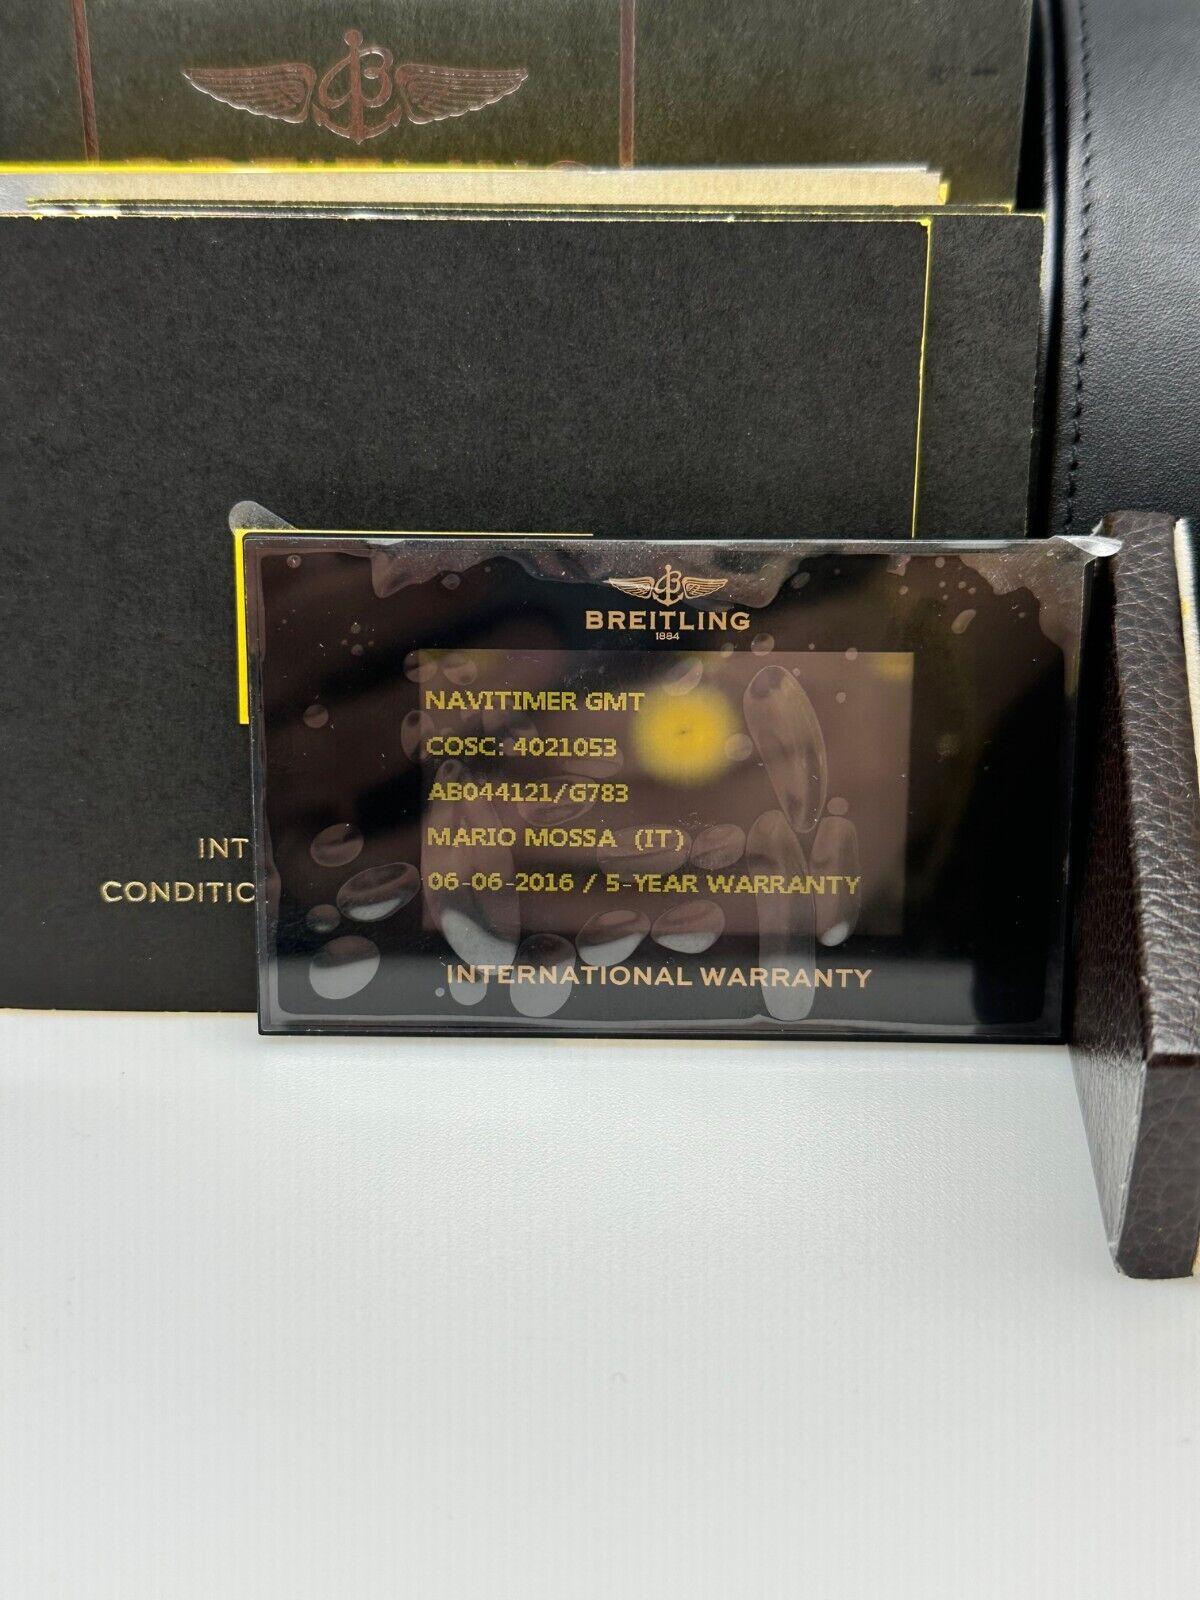 INT
CONDITIC
BREITLING
1884
NAVITIMER GMT
COSC: 4021053
AB044121/G783
MARIO MOSSA (IT)
06-06-2016 / 5-YEAR WARRANTY
INTERNATIONAL WARRANTY